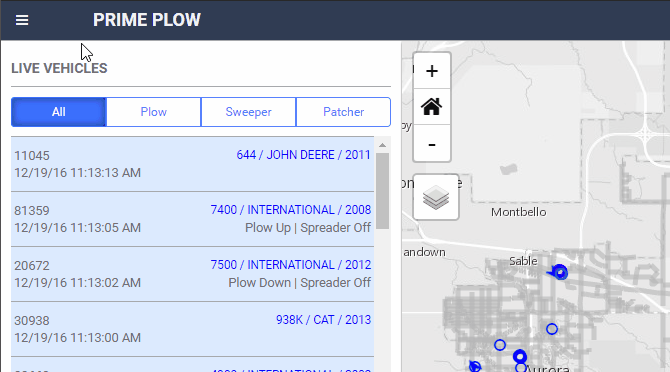 PRIME PLOW
LIVE VEHICLES
All
Plow
Sweeper
Patcher
11045
644 / JOHN DEERE / 2011
12/19/16 11:13:13 AM
81359
7400 / INTERNATIONAL / 2008
12/19/16 11:13:05 AM
Plow Up | Spreader Off
20672
7500 / INTERNATIONAL / 2012
12/19/16 11:13:02 AM
Plow Down | Spreader Off
30938
938K / CAT / 2013
12/19/16 11:13:00 AM
+
-
Montbello
andown
Sable
Aurora